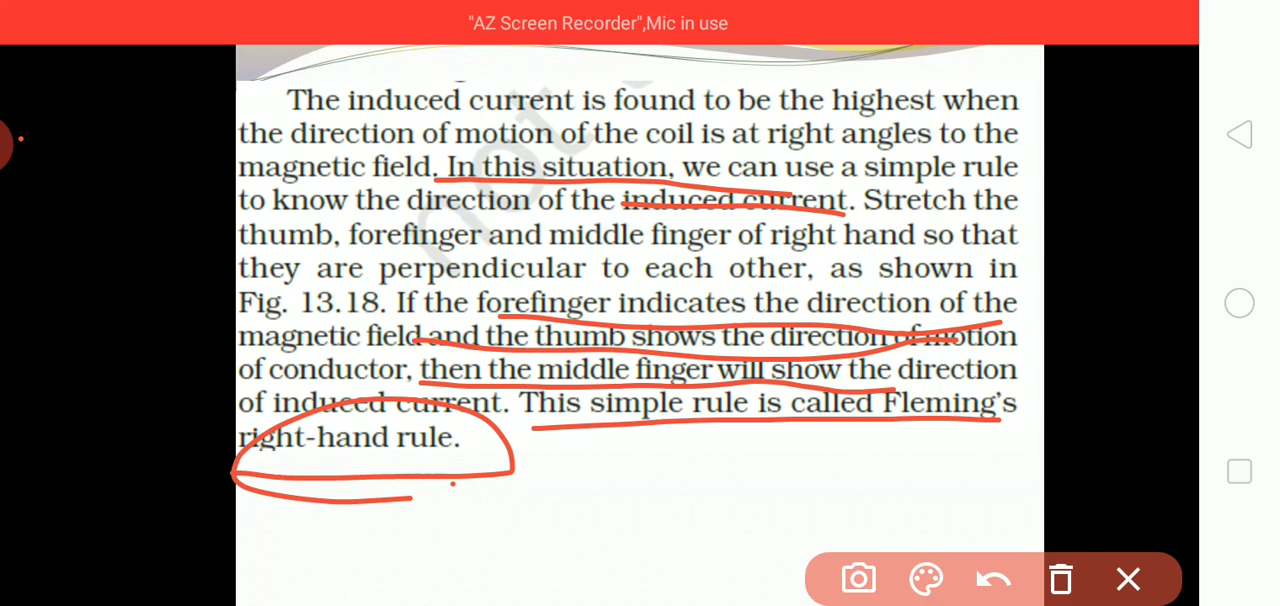 "AZ Screen Recorder",Mic in use
The induced current is found to be the highest when
the direction of motion of the coil is at right angles to the
magnetic field. In this situation, we can use a simple rule
to know the direction of the induced current. Stretch the
thumb, forefinger and middle finger of right hand so that
they are perpendicular to each other, as shown in
Fig. 13.18. If the forefinger indicates the direction of the
magnetic field and the thumb shows the direction of motion
of conductor, then the middle finger will show the direction
of induced current. This simple rule is called Fleming's
right-hand rule.
not